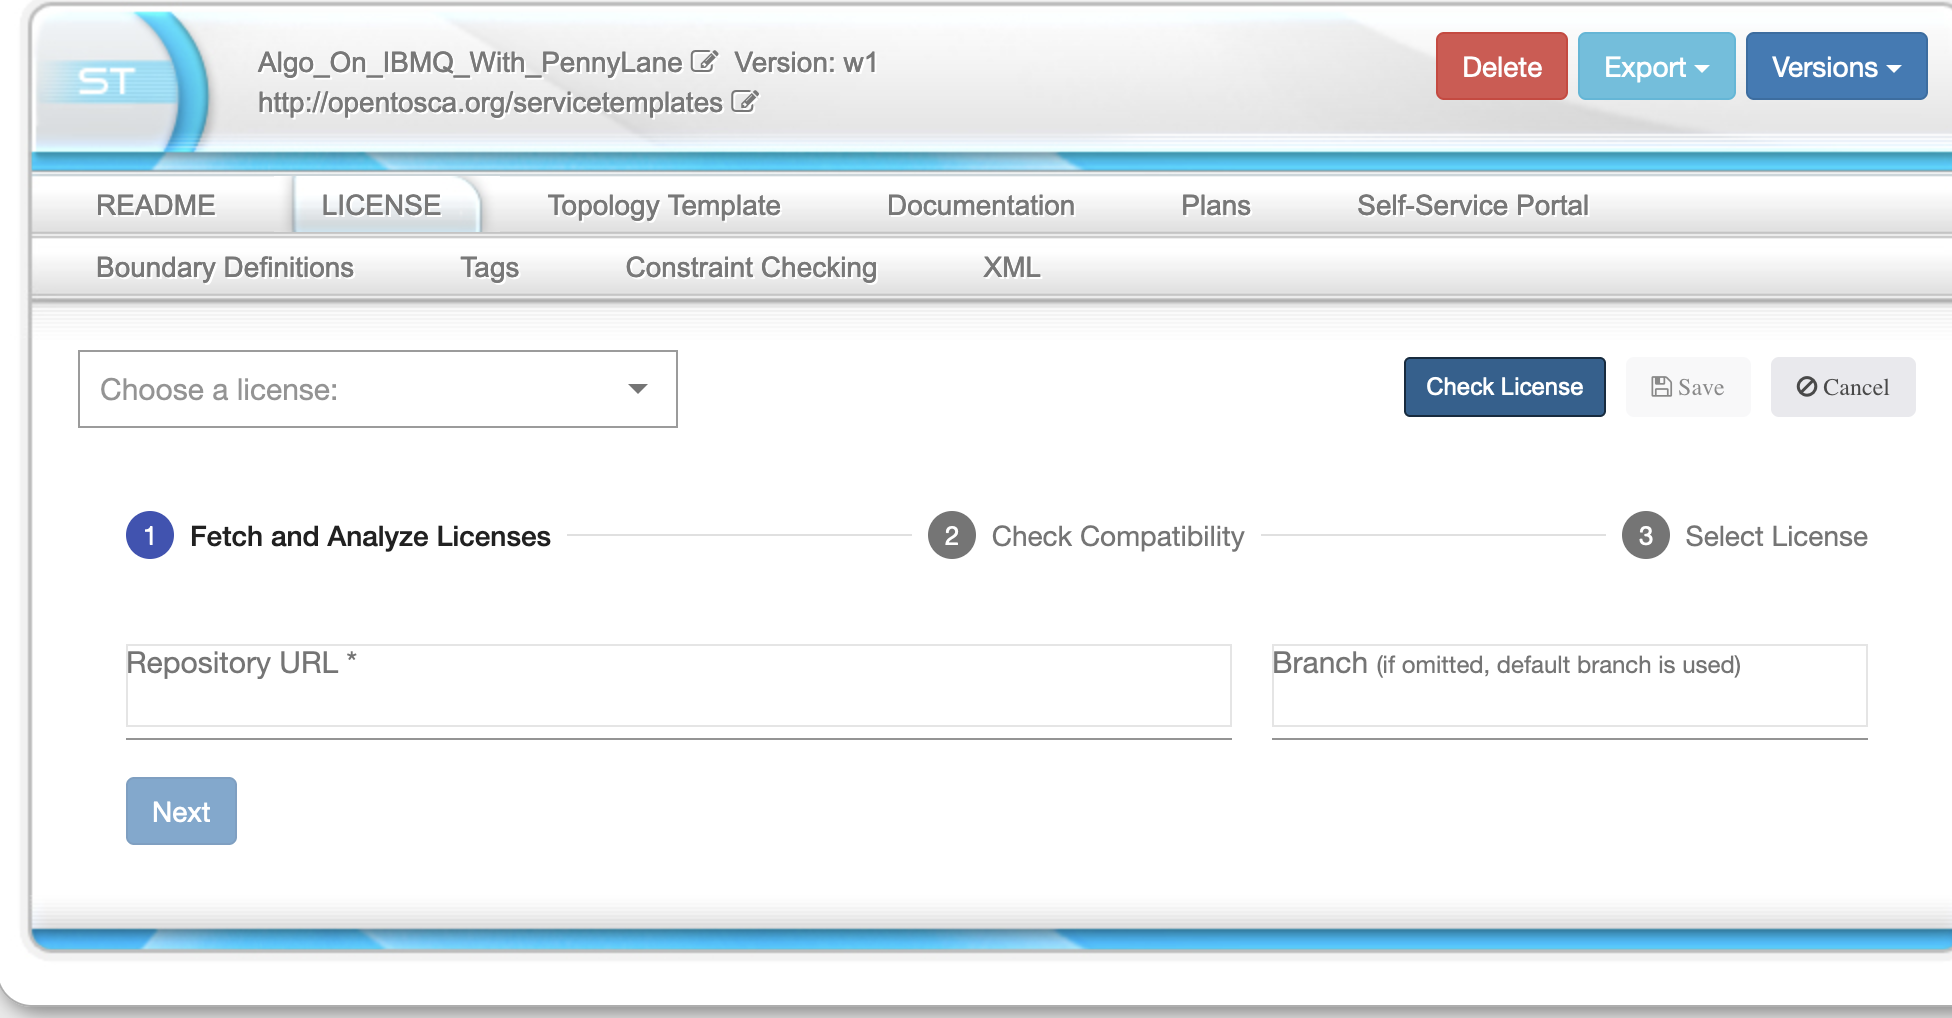 ST
Algo_On_IBMQ_With_PennyLane Version: w1
http://opentosca.org/servicetemplates
Delete Export Versions
README LICENSE Topology Template Documentation Plans Self-Service Portal
Boundary Definitions Tags Constraint Checking XML
Choose a license:
Check License Save Cancel
1 Fetch and Analyze Licenses 2 Check Compatibility 3 Select License
Repository URL * Branch (if omitted, default branch is used)
Next